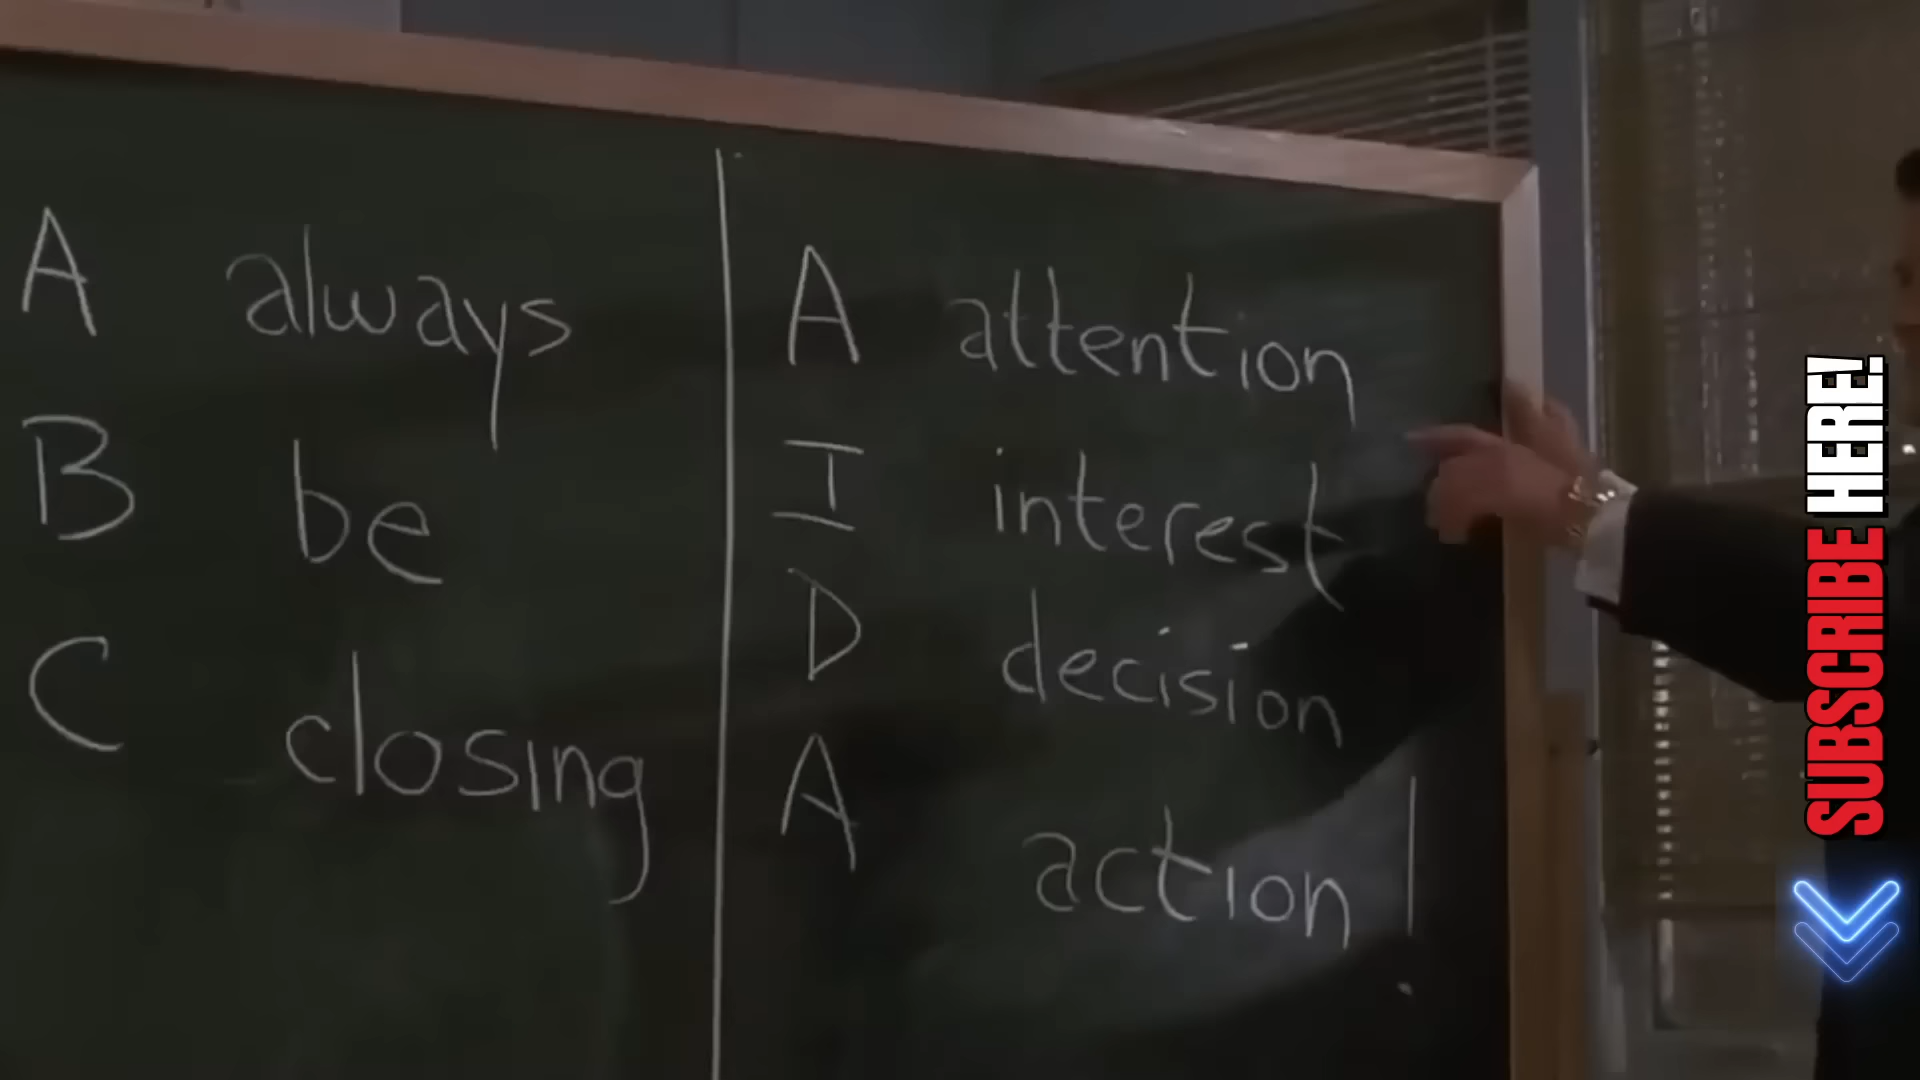 A always
B be
C closing
A attention
I interest
D decision
A action!
SUBSCRIBE HERE!